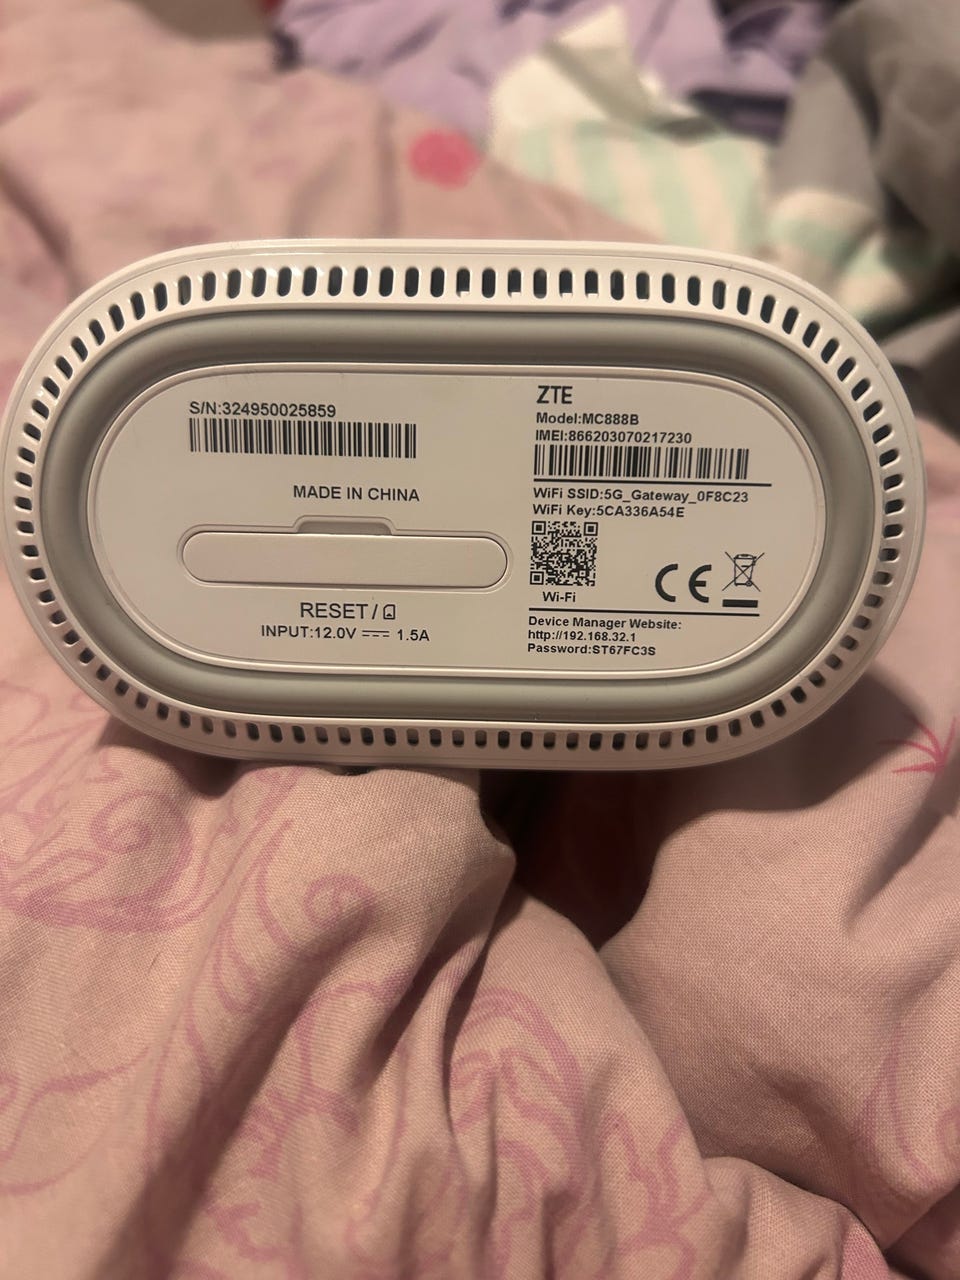 S/N:324950025859
MADE IN CHINA
RESET/
INPUT:12.0V 1.5A
ZTE
Model:MC888B
IMEI:866203070217230
WiFi SSID:5G_Gateway_0F8C23
WiFi Key:5CA336A54E
Wi-Fi
CE
Device Manager Website:
http://192.168.32.1
Password:ST67FC3S